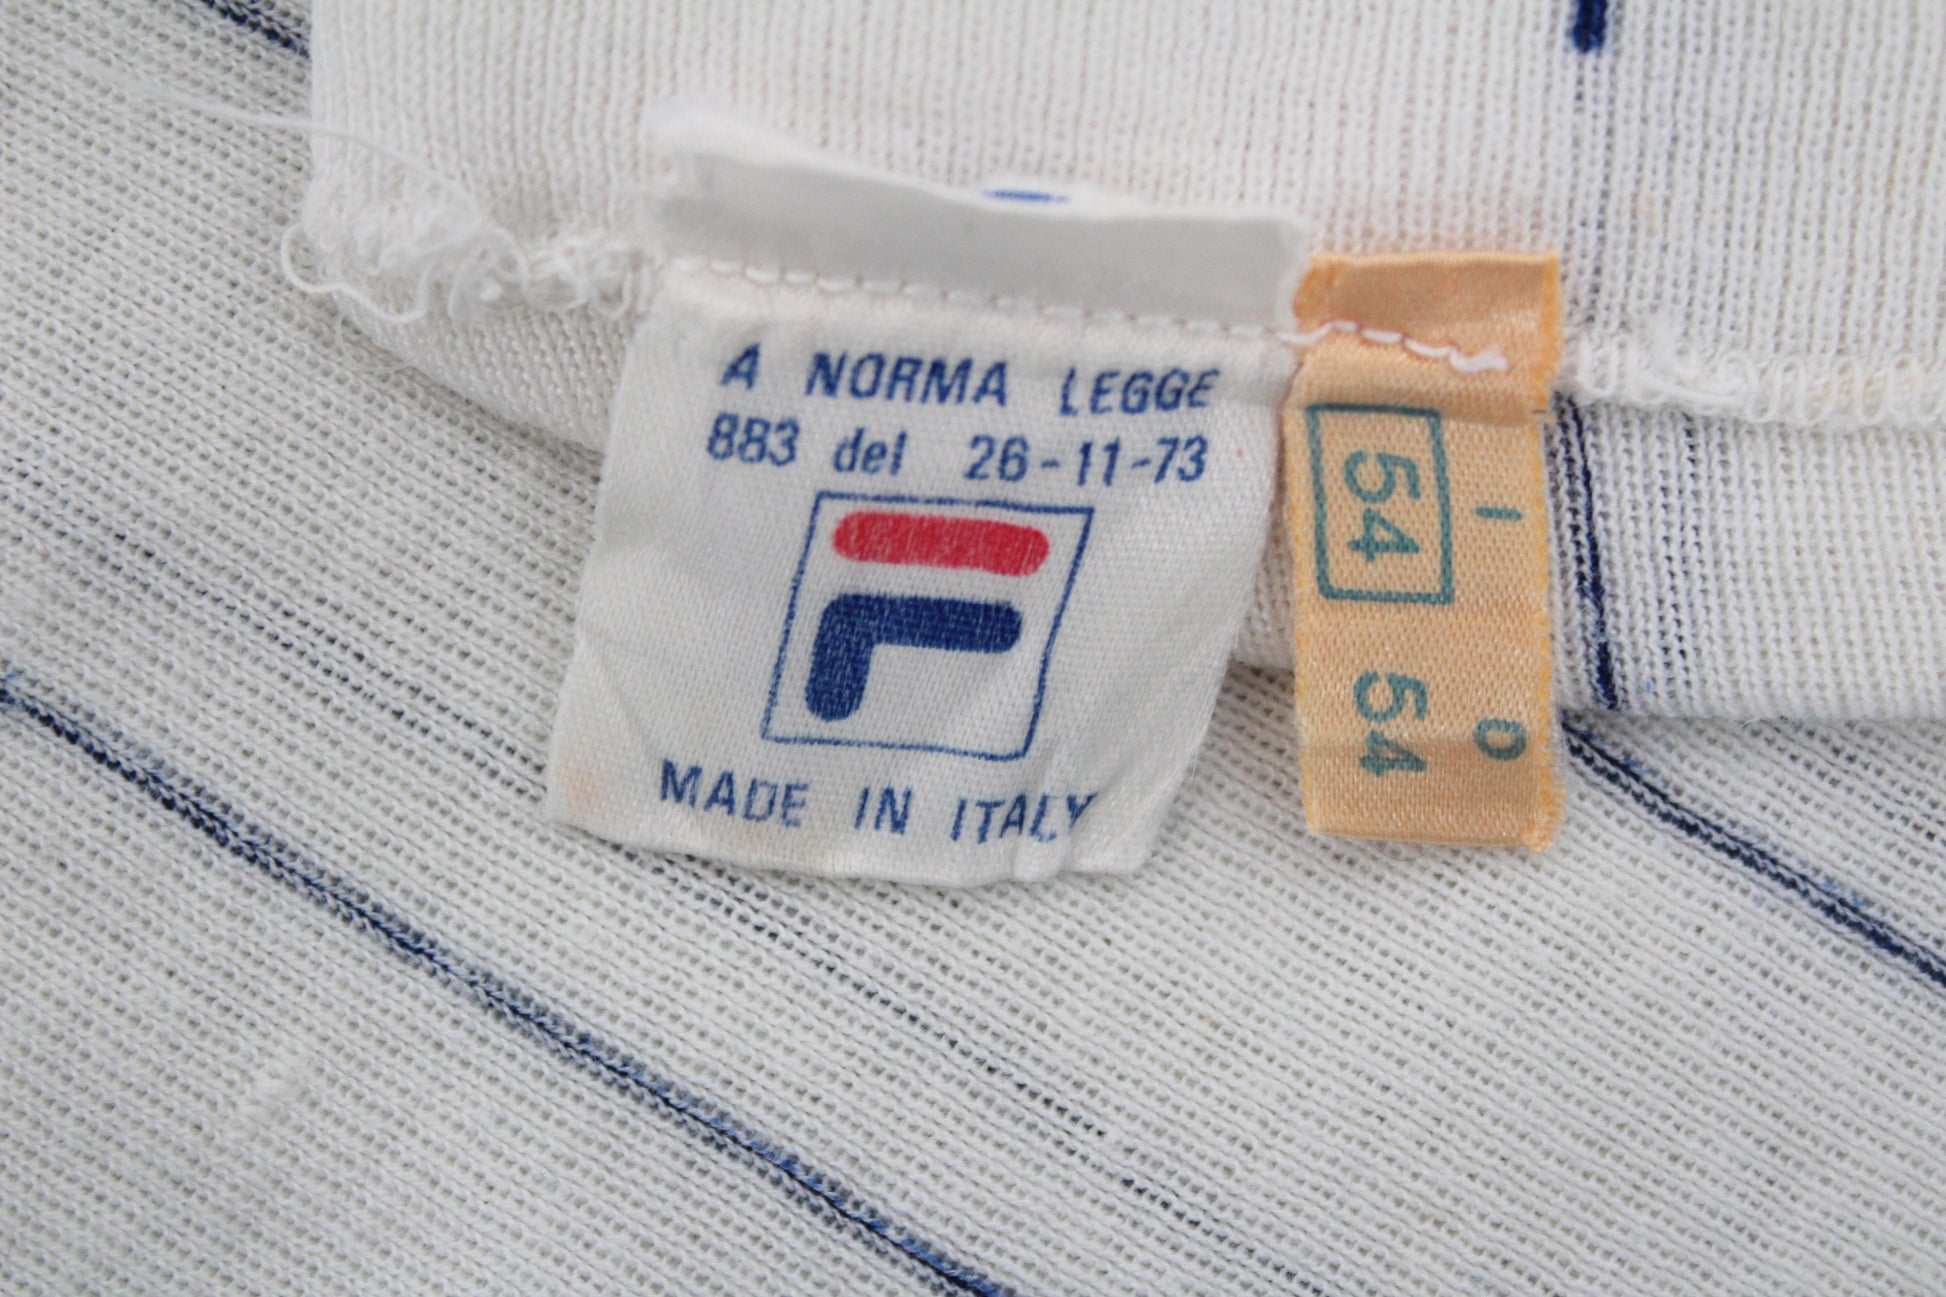 A NORMA LEGGE
883 del 26-11-73
F
MADE IN ITALY
I 54
D 54